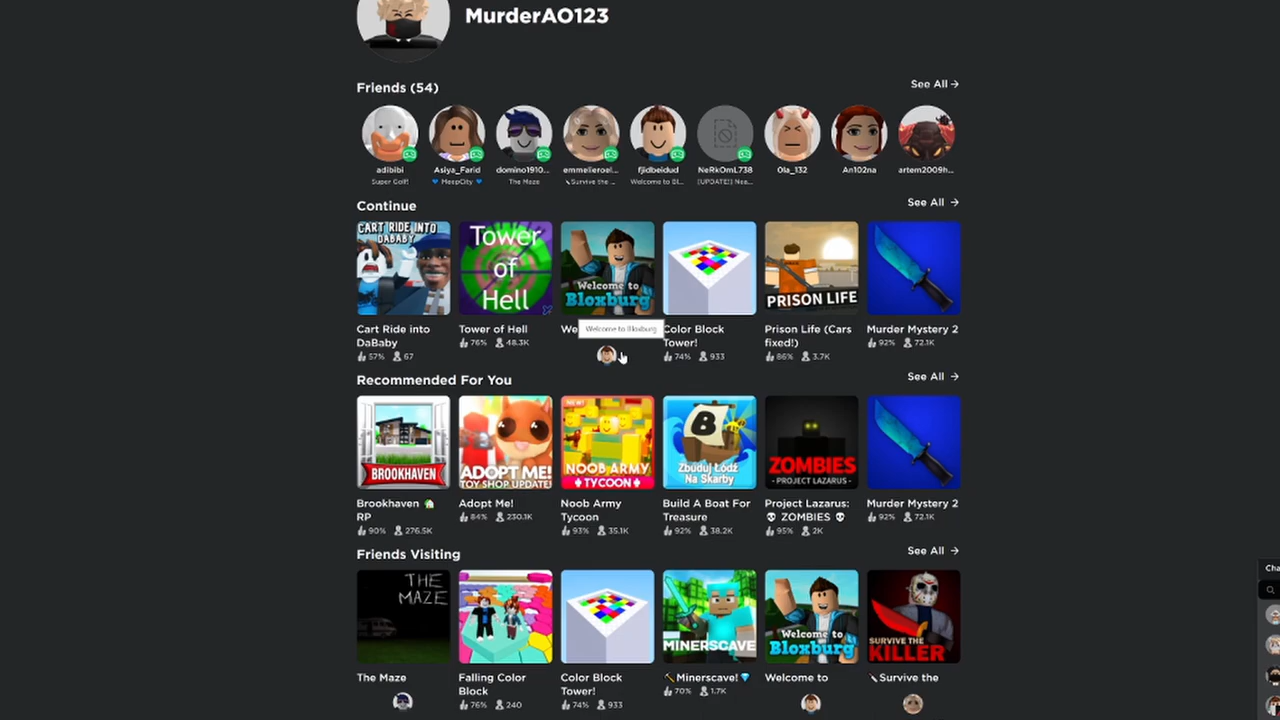 MurderAO123
Friends (54)
See All →
adibibi
Asiya_Farid
domino1910...
emmelieroel...
fjidbeidud
NeRkOmL738
0la_132
An102na
artem2009h...
Super Golf!
MeepCity
The Maze
Survive the ...
Welcome to Bl...
[UPDATE!] Nea...
Continue
See All →
CART RIDE INTO
DABABY
Tower
of
Hell
Welcome to
Bloxburg
PRISON LIFE
Cart Ride into
DaBaby
57% 67
Tower of Hell
76% 48.3K
We
Welcome to Bloxburg
Color Block
Tower!
74% 933
Prison Life (Cars
fixed!)
86% 3.7K
Murder Mystery 2
92% 72.1K
Recommended For You
See All →
BROOKHAVEN
ADOPT ME!
TOY SHOP UPDATE!
NEW!
NOOB ARMY
TYCOON
B
Zbuduj Łódź
Na Skarby
ZOMBIES
- PROJECT LAZARUS -
Brookhaven
RP
90% 276.5K
Adopt Me!
84% 230.1K
Noob Army
Tycoon
93% 35.1K
Build A Boat For
Treasure
92% 38.2K
Project Lazarus:
ZOMBIES
95% 2K
Murder Mystery 2
92% 72.1K
Friends Visiting
See All →
THE
MAZE
MINERSCAVE
Welcome to
Bloxburg
SURVIVE THE
KILLER
The Maze
Falling Color
Block
76% 240
Color Block
Tower!
74% 933
Minerscave!
70% 1.7K
Welcome to
Survive the
Cha